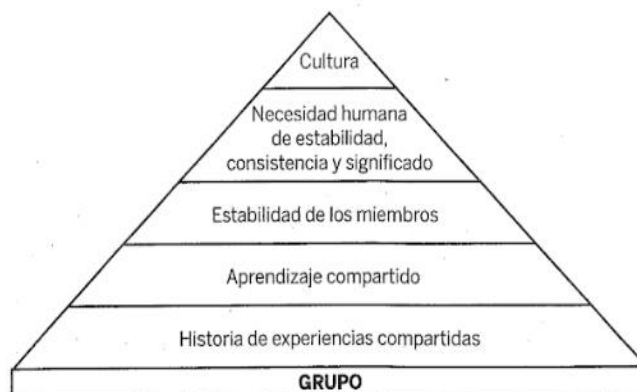 Cultura
Necesidad humana
de estabilidad,
consistencia y significado
Estabilidad de los miembros
Aprendizaje compartido
Historia de experiencias compartidas
GRUPO